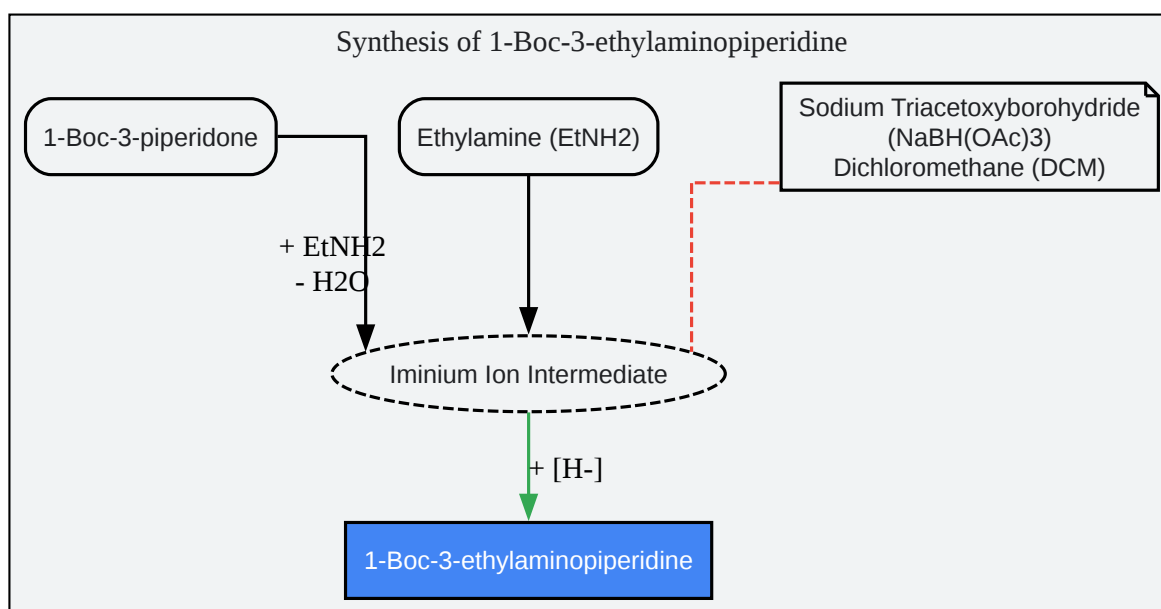 Synthesis of 1-Boc-3-ethylaminopiperidine
1-Boc-3-piperidone
Ethylamine (EtNH2)
Sodium Triacetoxyborohydride
(NaBH(OAc)3)
Dichloromethane (DCM)
+ EtNH2
- H2O
Iminium Ion Intermediate
+ [H-]
1-Boc-3-ethylaminopiperidine